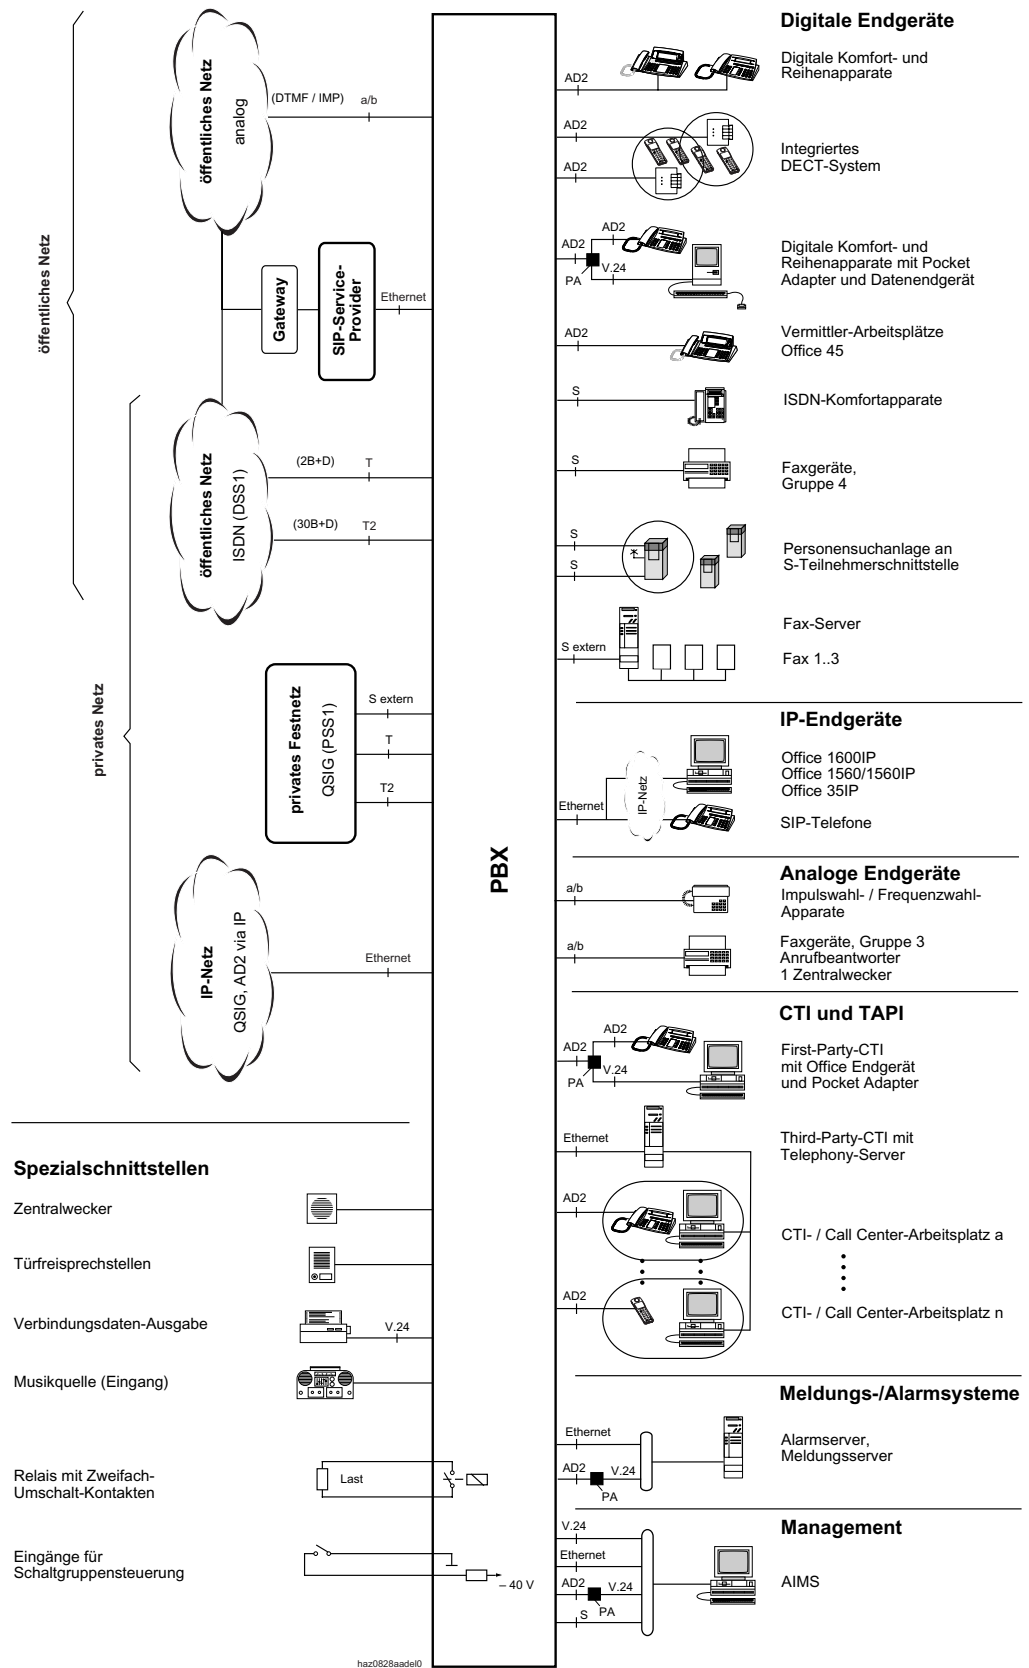 öffentliches Netz
privates Netz
öffentliches Netz
analog
(DTMF / IMP)
a/b
Gateway
SIP-Service-
Provider
Ethernet
öffentliches Netz
ISDN (DSS1)
(2B+D)
T
(30B+D)
T2
privates Festnetz
QSIG (PSS1)
S extern
T
T2
IP-Netz
QSIG, AD2 via IP
Ethernet
Spezialschnittstellen
Zentralwecker
Türfreisprechstellen
Verbindungsdaten-Ausgabe
V.24
Musikquelle (Eingang)
Relais mit Zweifach-
Umschalt-Kontakten
Last
Eingänge für
Schaltgruppensteuerung
– 40 V
haz0828aadel0
PBX
Digitale Endgeräte
AD2
Digitale Komfort- und
Reihenapparate
AD2
AD2
Integriertes
DECT-System
AD2
AD2
PA
V.24
Digitale Komfort- und
Reihenapparate mit Pocket
Adapter und Datenendgerät
AD2
Vermittler-Arbeitsplätze
Office 45
S
ISDN-Komfortapparate
S
Faxgeräte,
Gruppe 4
S
S
Personensuchanlage an
S-Teilnehmerschnittstelle
Fax-Server
S extern
Fax 1..3
IP-Endgeräte
Ethernet
IP-Netz
Office 1600IP
Office 1560/1560IP
Office 35IP
SIP-Telefone
Analoge Endgeräte
a/b
Impulswahl- / Frequenzwahl-
Apparate
a/b
Faxgeräte, Gruppe 3
Anrufbeantworter
1 Zentralwecker
CTI und TAPI
AD2
AD2
PA
V.24
First-Party-CTI
mit Office Endgerät
und Pocket Adapter
Ethernet
Third-Party-CTI mit
Telephony-Server
AD2
CTI- / Call Center-Arbeitsplatz a
AD2
CTI- / Call Center-Arbeitsplatz n
Meldungs-/Alarmsysteme
Ethernet
AD2
V.24
PA
Alarmserver,
Meldungsserver
Management
V.24
Ethernet
AD2
V.24
PA
S
AIMS